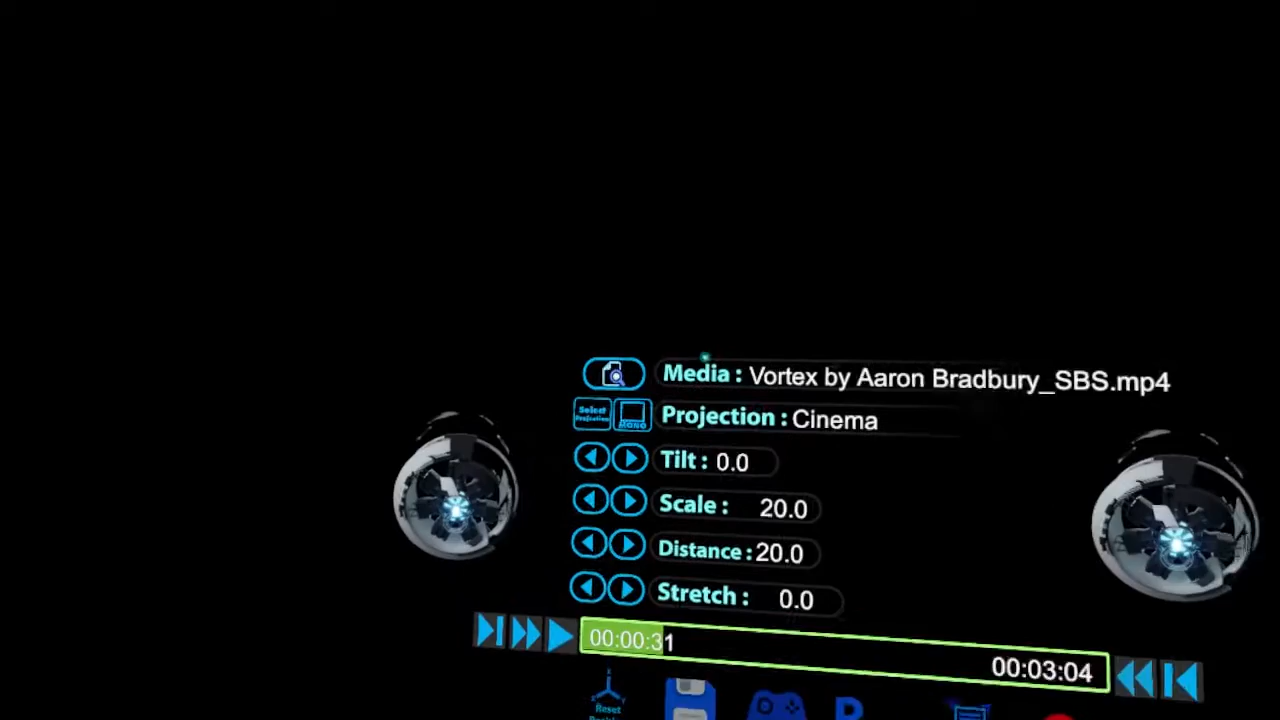 Media : Vortex by Aaron Bradbury_SBS.mp4
Select Projection MONO Projection : Cinema
Tilt : 0.0
Scale : 20.0
Distance : 20.0
Stretch : 0.0
00:00:31 00:03:04
Reset